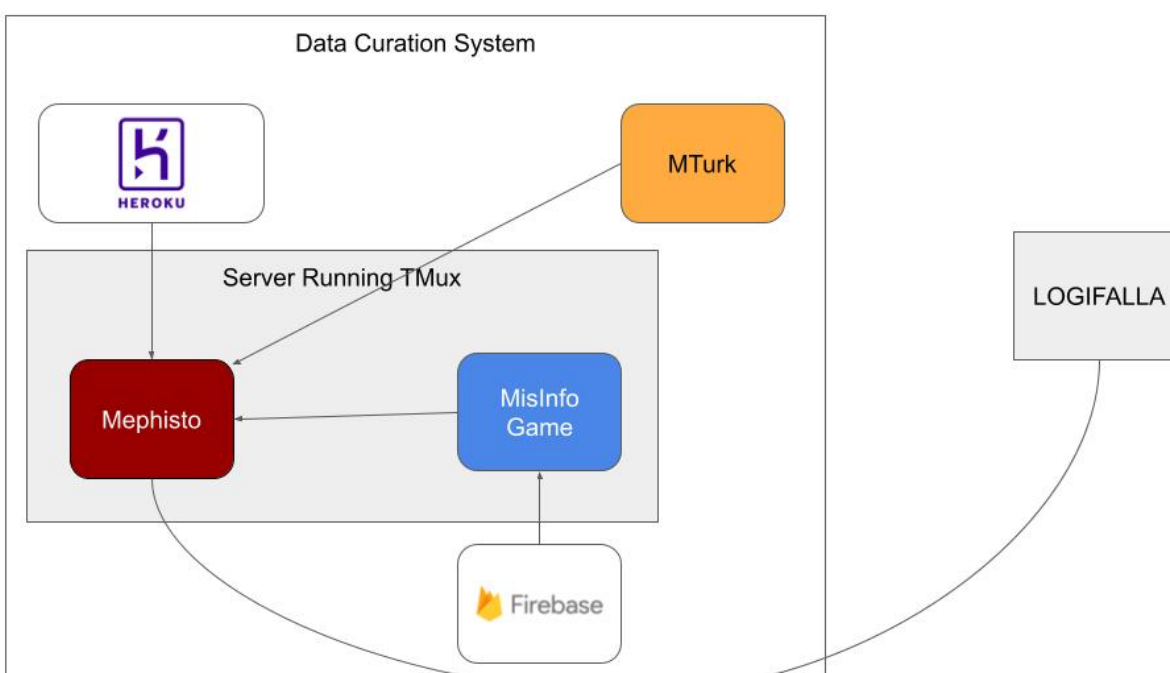 Data Curation System
HEROKU
MTurk
Server Running TMux
LOGIFALLA
Mephisto
MisInfo
Game
Firebase